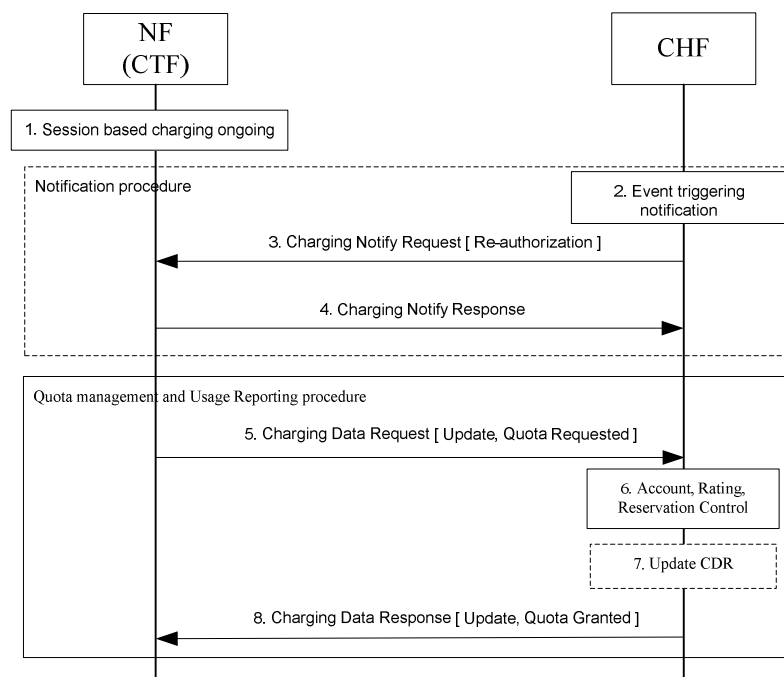 NF
(CTF)
CHF
1. Session based charging ongoing
Notification procedure
2. Event triggering
notification
3. Charging Notify Request [ Re-authorization ]
4. Charging Notify Response
Quota management and Usage Reporting procedure
5. Charging Data Request [ Update, Quota Requested ]
6. Account, Rating,
Reservation Control
7. Update CDR
8. Charging Data Response [ Update, Quota Granted ]